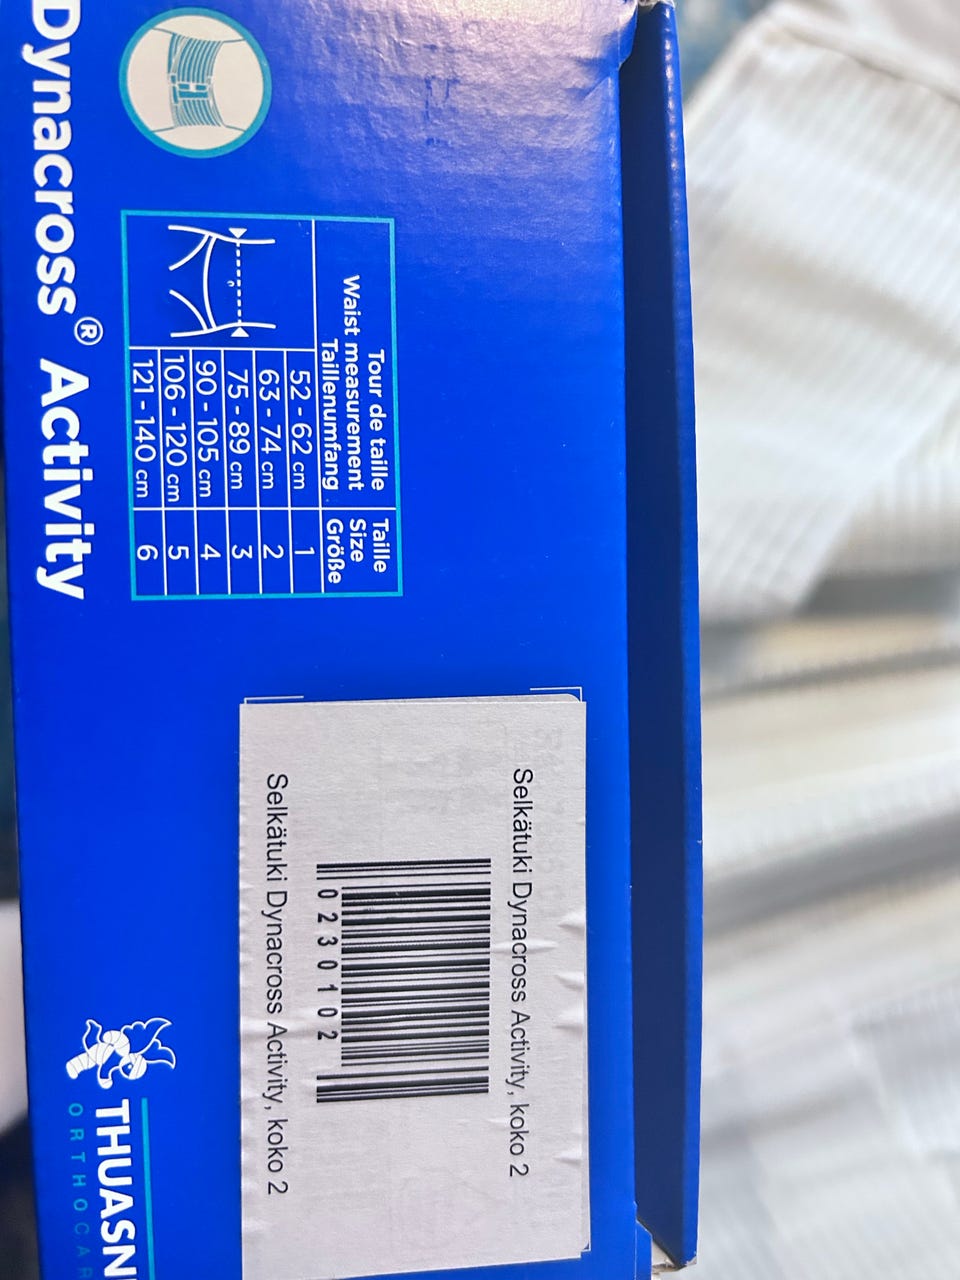 Tour de taille
Waist measurement
Taillenumfang
Taille
Size
Größe
52 - 62 cm 1
63 - 74 cm 2
75 - 89 cm 3
90 - 105 cm 4
106 - 120 cm 5
121 - 140 cm 6
Dynacross® Activity
Selkätuki Dynacross Activity, koko 2
0230102
Selkätuki Dynacross Activity, koko 2
THUASN
ORTHOCAR